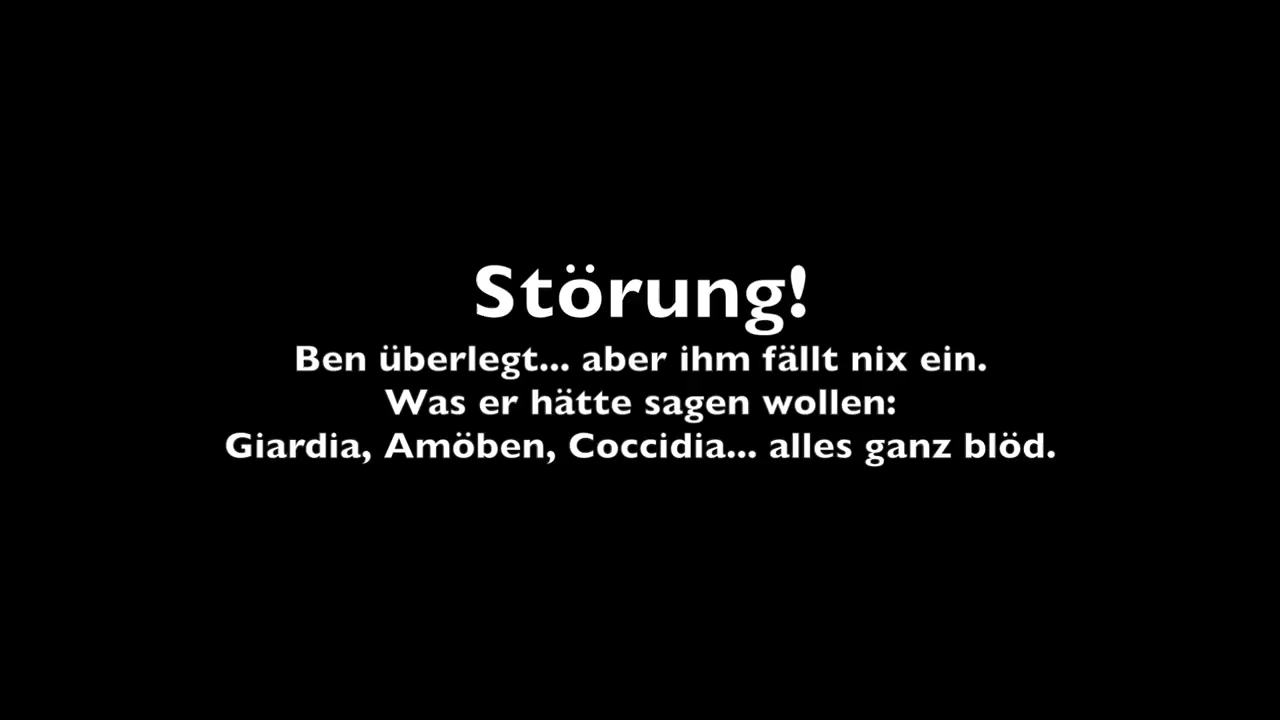 Störung!
Ben überlegt... aber ihm fällt nix ein.
Was er hätte sagen wollen:
Giardia, Amöben, Coccidia... alles ganz blöd.